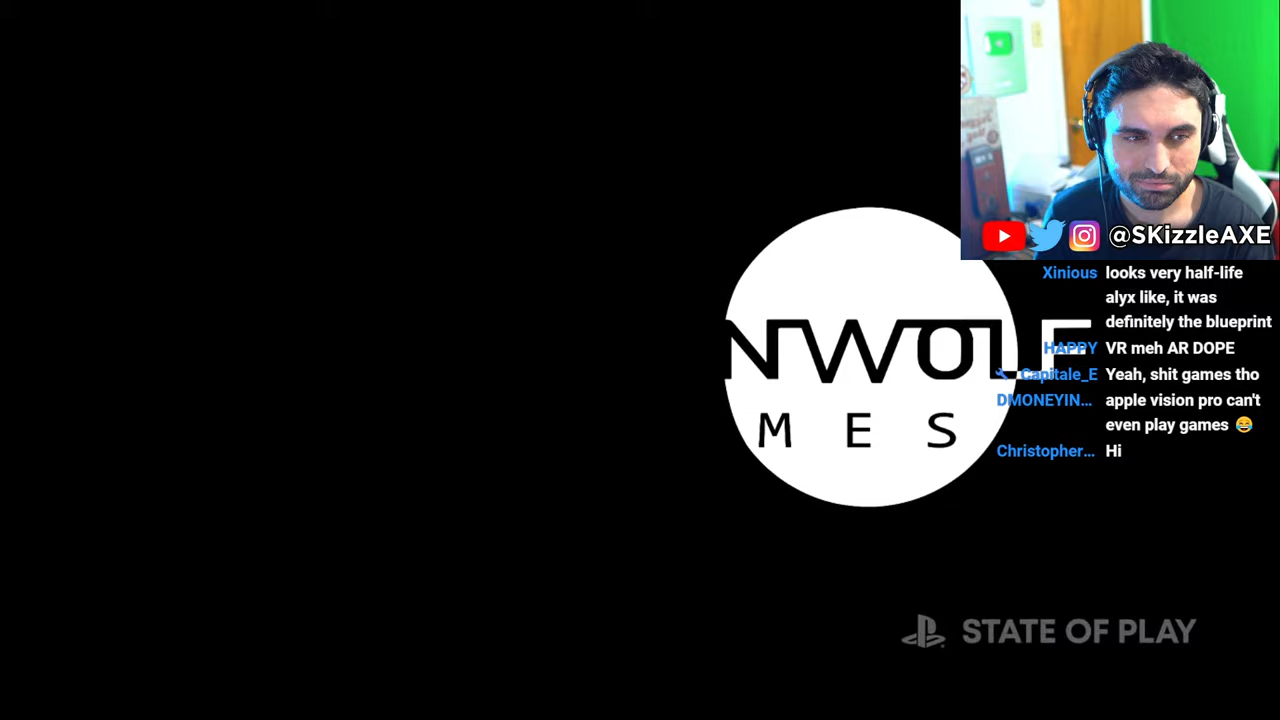 @SKizzleAXE
Xinious looks very half-life
alyx like, it was
definitely the blueprint
HAPPY VR meh AR DOPE
Capitale_E Yeah, shit games tho
DMONEYIN... apple vision pro can't
even play games 😂
Christopher... Hi
NWOLF
MES
STATE OF PLAY